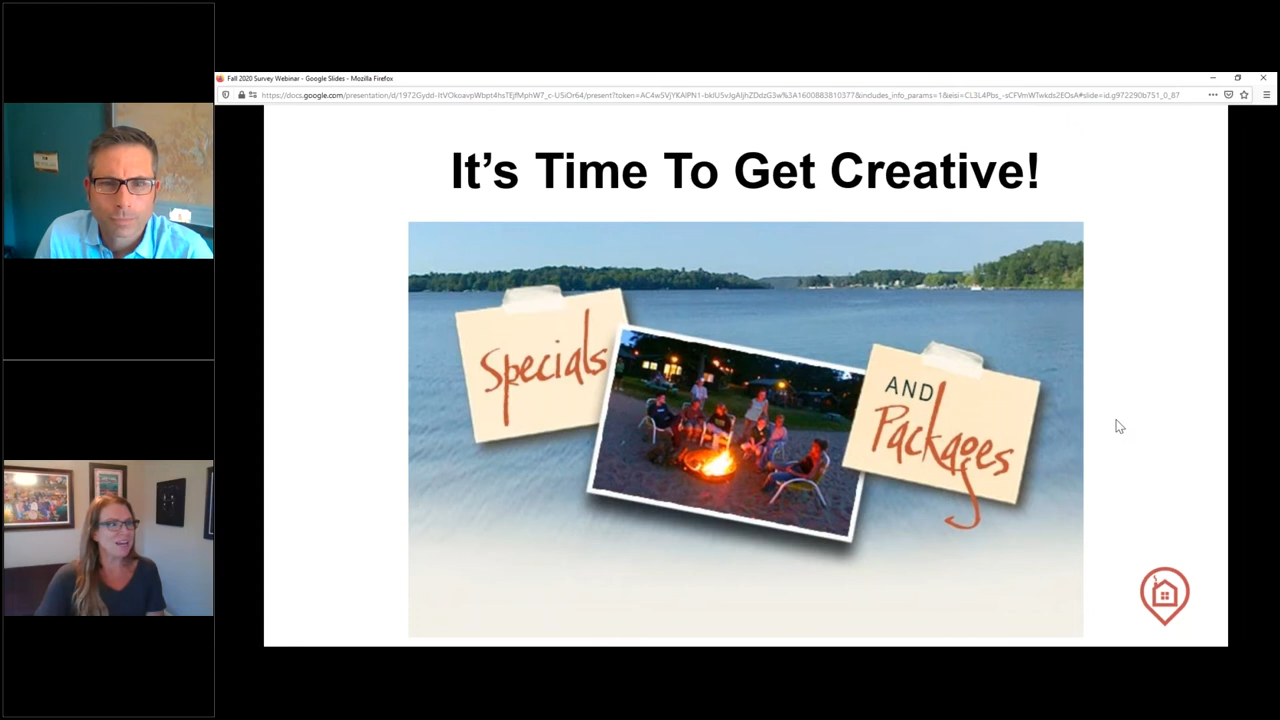 Fall 2020 Survey Webinar - Google Slides - Mozilla Firefox
It's Time To Get Creative!
Specials
AND
Packages